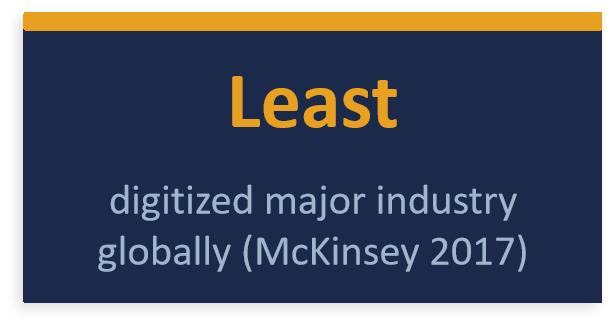 Least
digitized major industry
globally (McKinsey 2017)